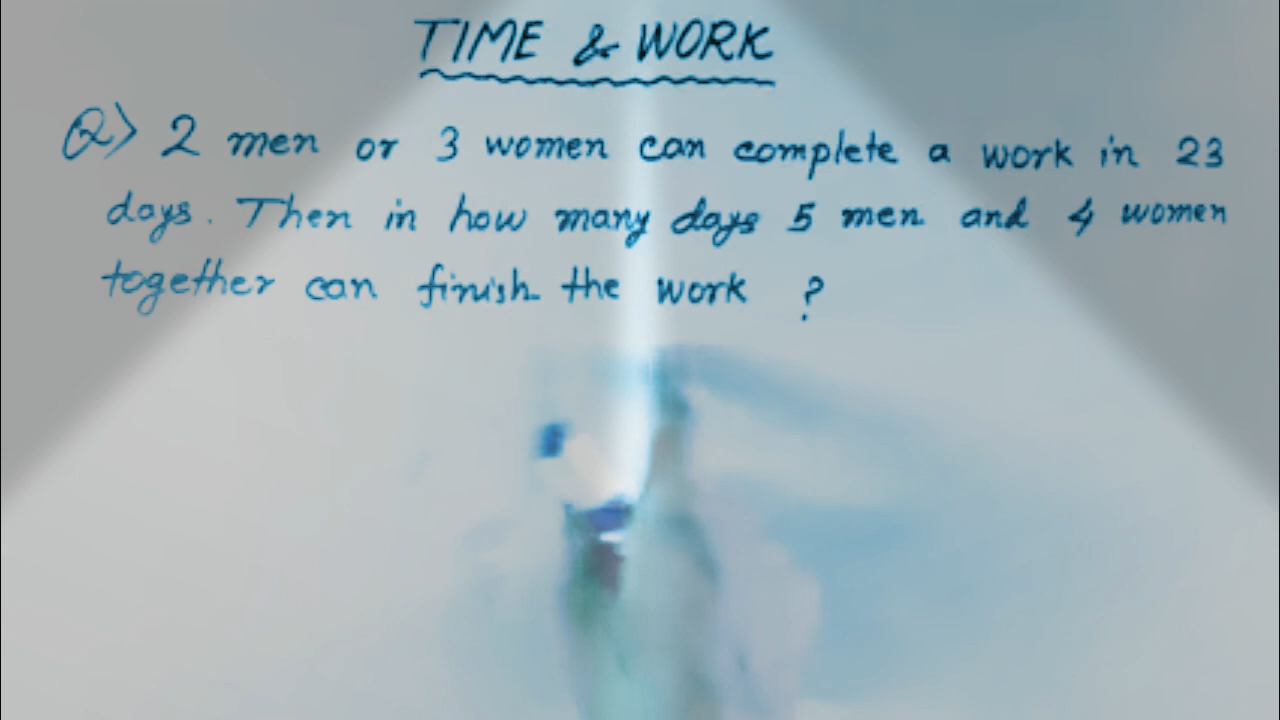 TIME & WORK
Q> 2 men or 3 women can complete a work in 23
days. Then in how many days 5 men and 4 women
together can finish the work ?